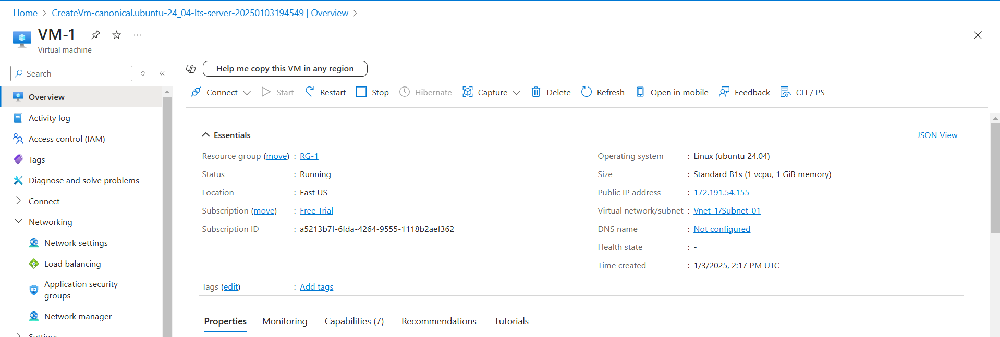 Home > CreateVm-canonical.ubuntu-24_04-lts-server-20250103194549 | Overview >
VM-1 ...
Virtual machine
Search
Help me copy this VM in any region
Connect Start Restart Stop Hibernate Capture Delete Refresh Open in mobile Feedback CLI / PS
Overview
Activity log
Access control (IAM)
Tags
Diagnose and solve problems
Connect
Networking
Network settings
Load balancing
Application security
groups
Network manager
Settings
Essentials
JSON View
Resource group (move) : RG-1
Status : Running
Location : East US
Subscription (move) : Free Trial
Subscription ID : a5213b7f-6fda-4264-9555-1118b2aef362
Operating system : Linux (ubuntu 24.04)
Size : Standard B1s (1 vcpu, 1 GiB memory)
Public IP address : 172.191.54.155
Virtual network/subnet : Vnet-1/Subnet-01
DNS name : Not configured
Health state : -
Time created : 1/3/2025, 2:17 PM UTC
Tags (edit) : Add tags
Properties Monitoring Capabilities (7) Recommendations Tutorials